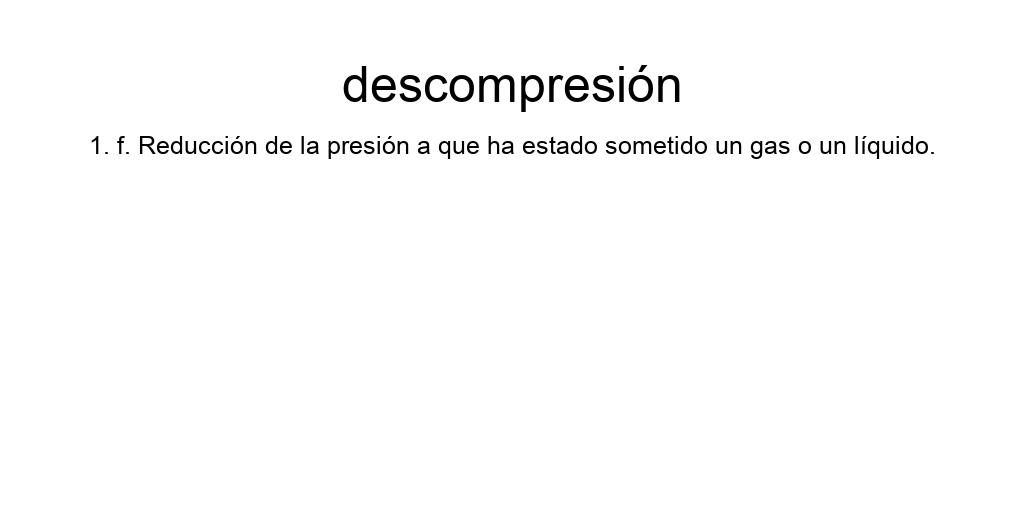 descompresión
1. f. Reducción de la presión a que ha estado sometido un gas o un líquido.